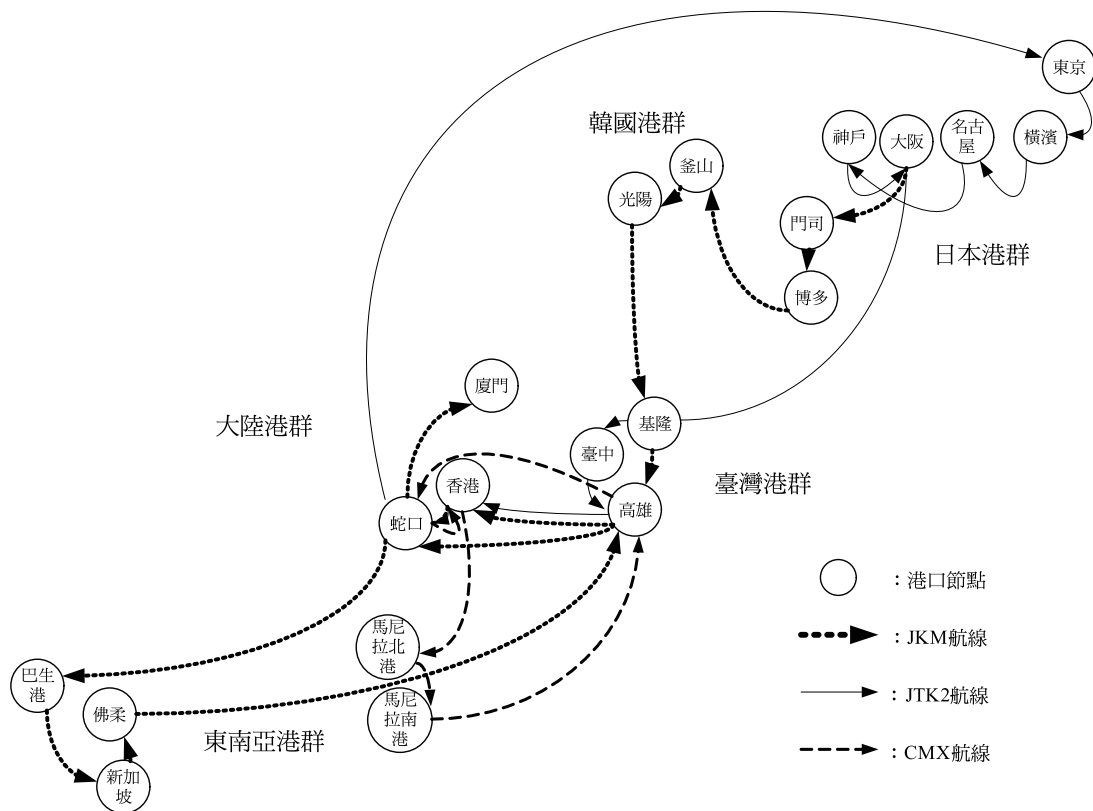 東京
韓國港群
神戶
大阪
名古
屋
橫濱
釜山
光陽
門司
日本港群
博多
廈門
大陸港群
基隆
臺中
臺灣港群
香港
高雄
蛇口
：港口節點
馬尼
拉北
港
：JKM航線
巴生
港
佛柔
馬尼
拉南
港
：JTK2航線
東南亞港群
：CMX航線
新加
坡